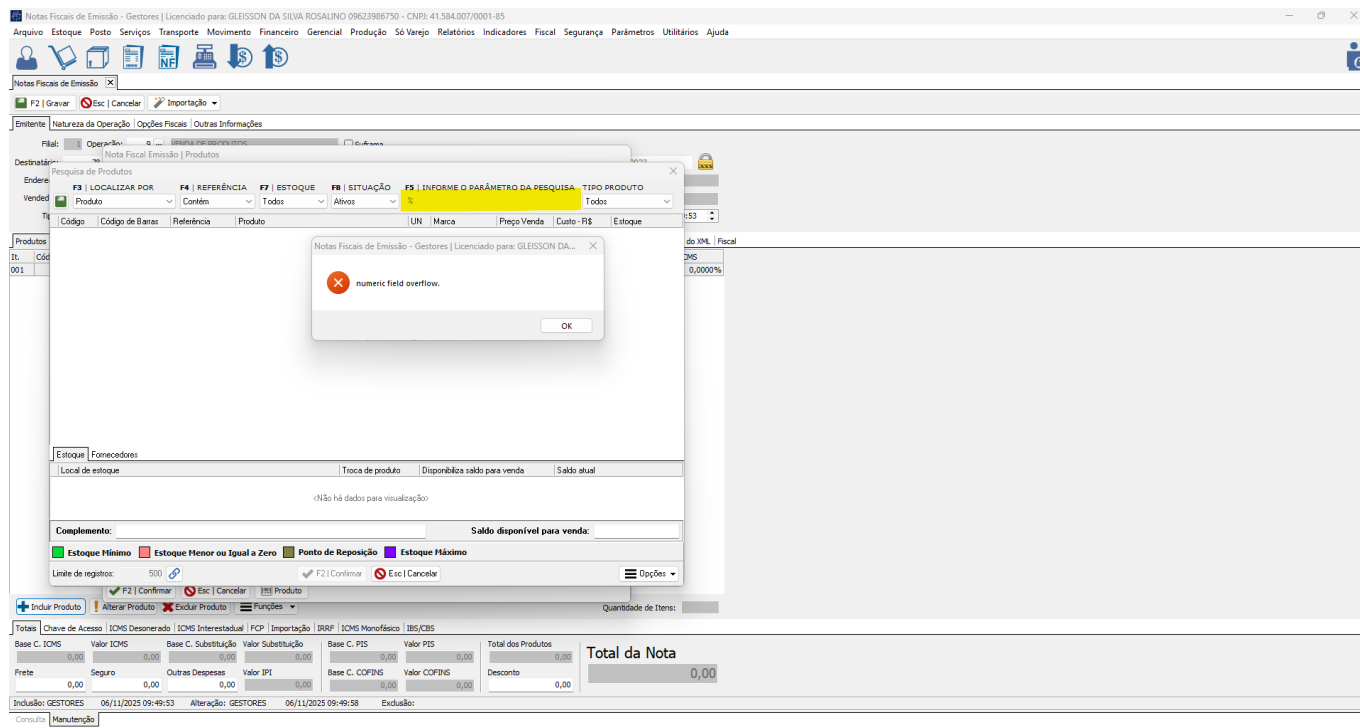 Notas Fiscais de Emissão - Gestores | Licenciado para: GLEISSON DA SILVA ROSALINO 09623986750 - CNPJ: 41.584.007/0001-85
Arquivo Estoque Posto Serviços Transporte Movimento Financeiro Gerencial Produção Só Varejo Relatórios Indicadores Fiscal Segurança Parâmetros Utilitários Ajuda
Notas Fiscais de Emissão X
F2 | Gravar Esc | Cancelar Importação
Emitente Natureza da Operação Opções Fiscais Outras Informações
Filial: 1 Operação: 9 ... VENDA DE PRODUTOS Suframa
Nota Fiscal Emissão | Produtos
Destinatário:
Pesquisa de Produtos
F3 | LOCALIZAR POR F4 | REFERÊNCIA F7 | ESTOQUE F8 | SITUAÇÃO F5 | INFORME O PARÂMETRO DA PESQUISA TIPO PRODUTO
Produto Contém Todos Ativos % Todos
:53
Código Código de Barras Referência Produto UN Marca Preço Venda Custo - R$ Estoque
Produtos do XML Fiscal
It.
001 0,0000%
Notas Fiscais de Emissão - Gestores | Licenciado para: GLEISSON DA...
numeric field overflow.
OK
Estoque Fornecedores
Local de estoque Troca de produto Disponibiliza saldo para venda Saldo atual
<Não há dados para visualização>
Complemento: Saldo disponível para venda:
Estoque Mínimo Estoque Menor ou Igual a Zero Ponto de Reposição Estoque Máximo
Limite de registros: 500 F2 | Confirmar Esc | Cancelar Opções
F2 | Confirmar Esc | Cancelar Produto
Incluir Produto Alterar Produto Excluir Produto Funções Quantidade de Itens:
Totais Chave de Acesso ICMS Desonerado ICMS Interestadual FCP Importação IRRF ICMS Monofásico IBS/CBS
Base C. ICMS Valor ICMS Base C. Substituição Valor Substituição Base C. PIS Valor PIS Total dos Produtos Total da Nota
0,00 0,00 0,00 0,00 0,00 0,00 0,00
Frete Seguro Outras Despesas Valor IPI Base C. COFINS Valor COFINS Desconto 0,00
0,00 0,00 0,00 0,00 0,00 0,00 0,00
Inclusão: GESTORES 06/11/2025 09:49:53 Alteração: GESTORES 06/11/2025 09:49:58 Exclusão:
Consulta Manutenção